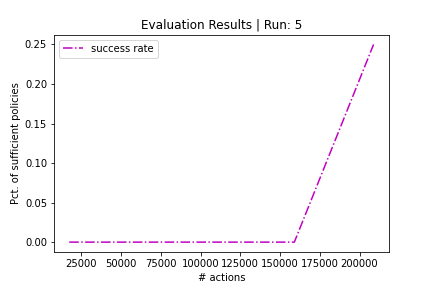 Evaluation Results | Run: 5
success rate
Pct. of sufficient policies
0.25
0.20
0.15
0.10
0.05
0.00
25000 50000 75000 100000 125000 150000 175000 200000
# actions